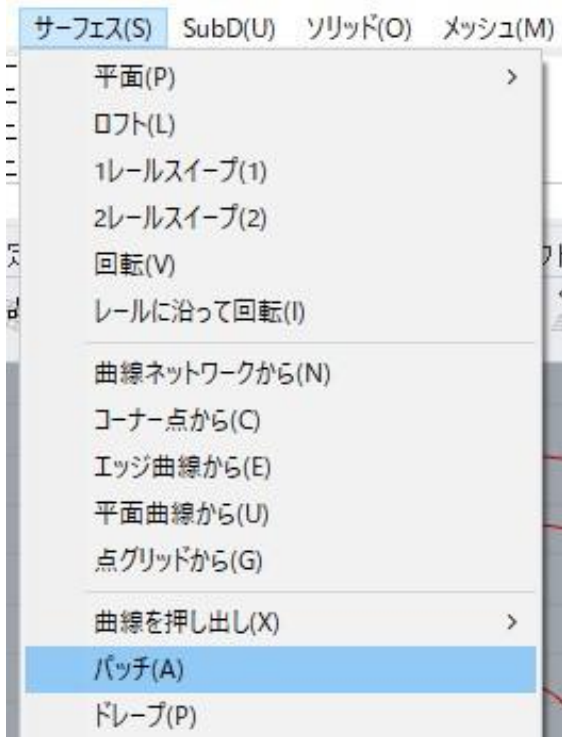 サーフェス(S) SubD(U) ソリッド(O) メッシュ(M)
平面(P)
ロフト(L)
1レールスイープ(1)
2レールスイープ(2)
回転(V)
レールに沿って回転(I)
曲線ネットワークから(N)
コーナー点から(C)
エッジ曲線から(E)
平面曲線から(U)
点グリッドから(G)
曲線を押し出し(X)
パッチ(A)
ドレープ(P)